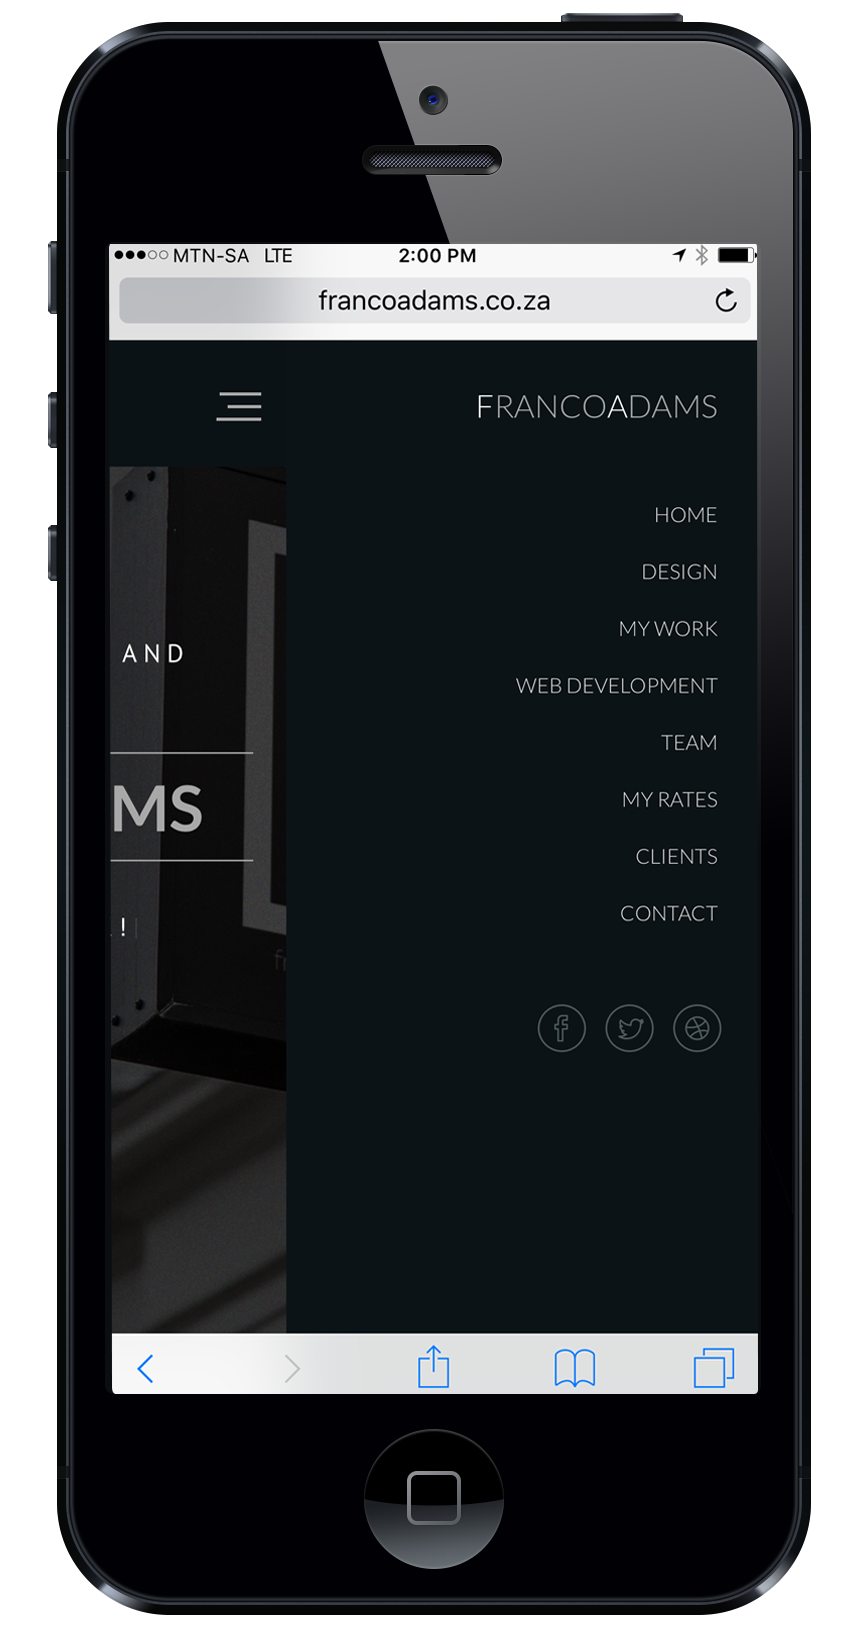 MTN-SA LTE 2:00 PM
francoadams.co.za
FRANCOADAMS
HOME
DESIGN
MY WORK
WEB DEVELOPMENT
TEAM
MY RATES
CLIENTS
CONTACT
AND
MS
!